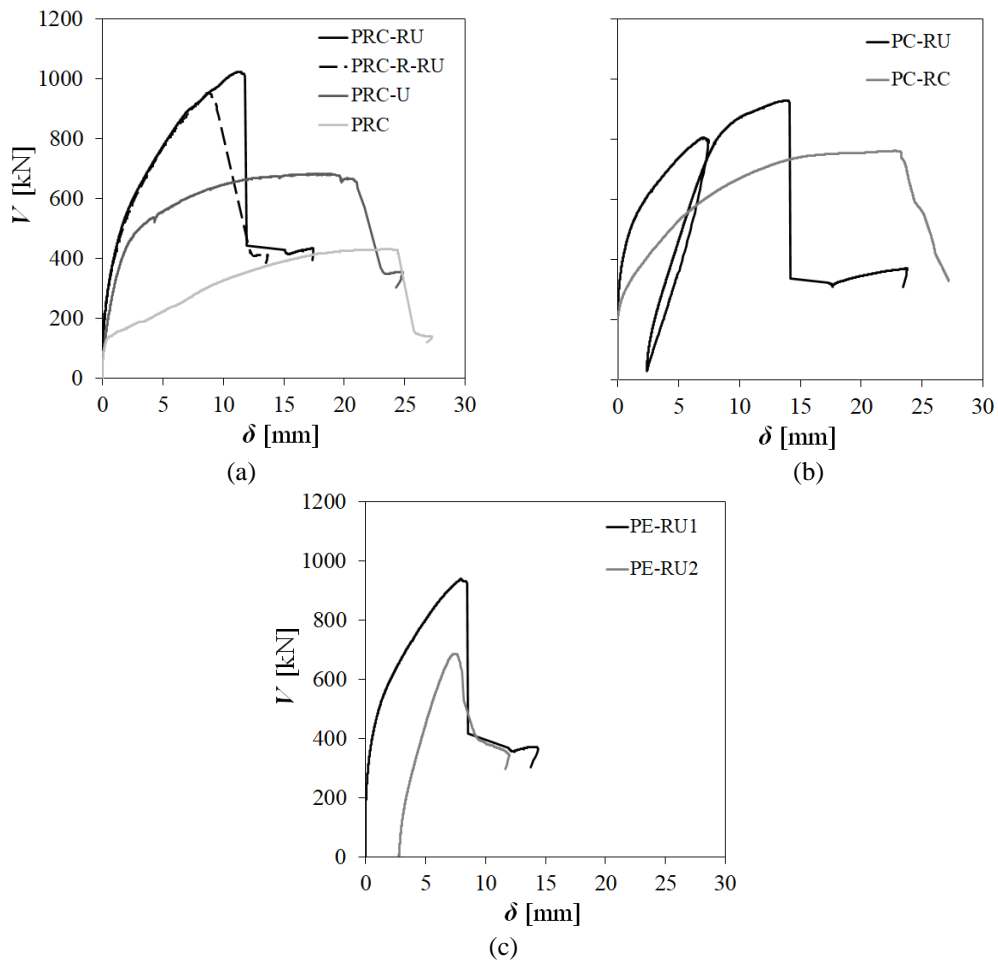 1200
1000
800
600
400
200
0
V [kN]
PRC-RU
PRC-R-RU
PRC-U
PRC
0 5 10 15 20 25 30
δ [mm]
(a)
PC-RU
PC-RC
0 5 10 15 20 25 30
δ [mm]
(b)
1200
1000
800
600
400
200
0
V [kN]
PE-RU1
PE-RU2
0 5 10 15 20 25 30
δ [mm]
(c)